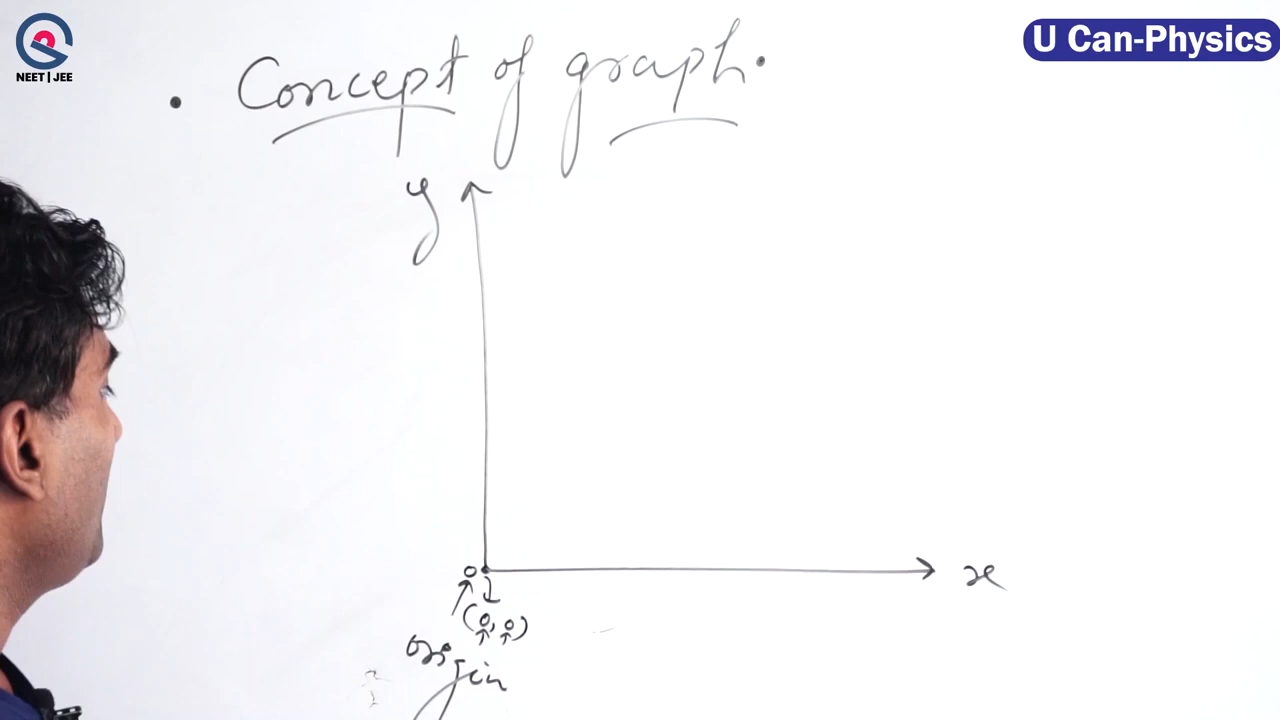 NEET | JEE
U Can-Physics
• Concept of graph.
y
x
o
(0,0)
origin